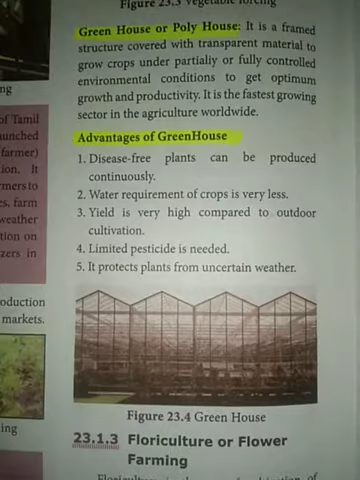 Figure 23.3 Vegetable forcing
Green House or Poly House: It is a framed
structure covered with transparent material to
grow crops under partialiy or fully controlled
environmental conditions to get optimum
growth and productivity. It is the fastest growing
sector in the agriculture worldwide.
Advantages of GreenHouse
1. Disease-free plants can be produced
continuously.
2. Water requirement of crops is very less.
3. Yield is very high compared to outdoor
cultivation.
4. Limited pesticide is needed.
5. It protects plants from uncertain weather.
Figure 23.4 Green House
23.1.3 Floriculture or Flower
Farming
ng
of Tamil
unched
farmer)
ion. It
rmers to
es, farm
weather
tion on
zers in
oduction
markets.
ing